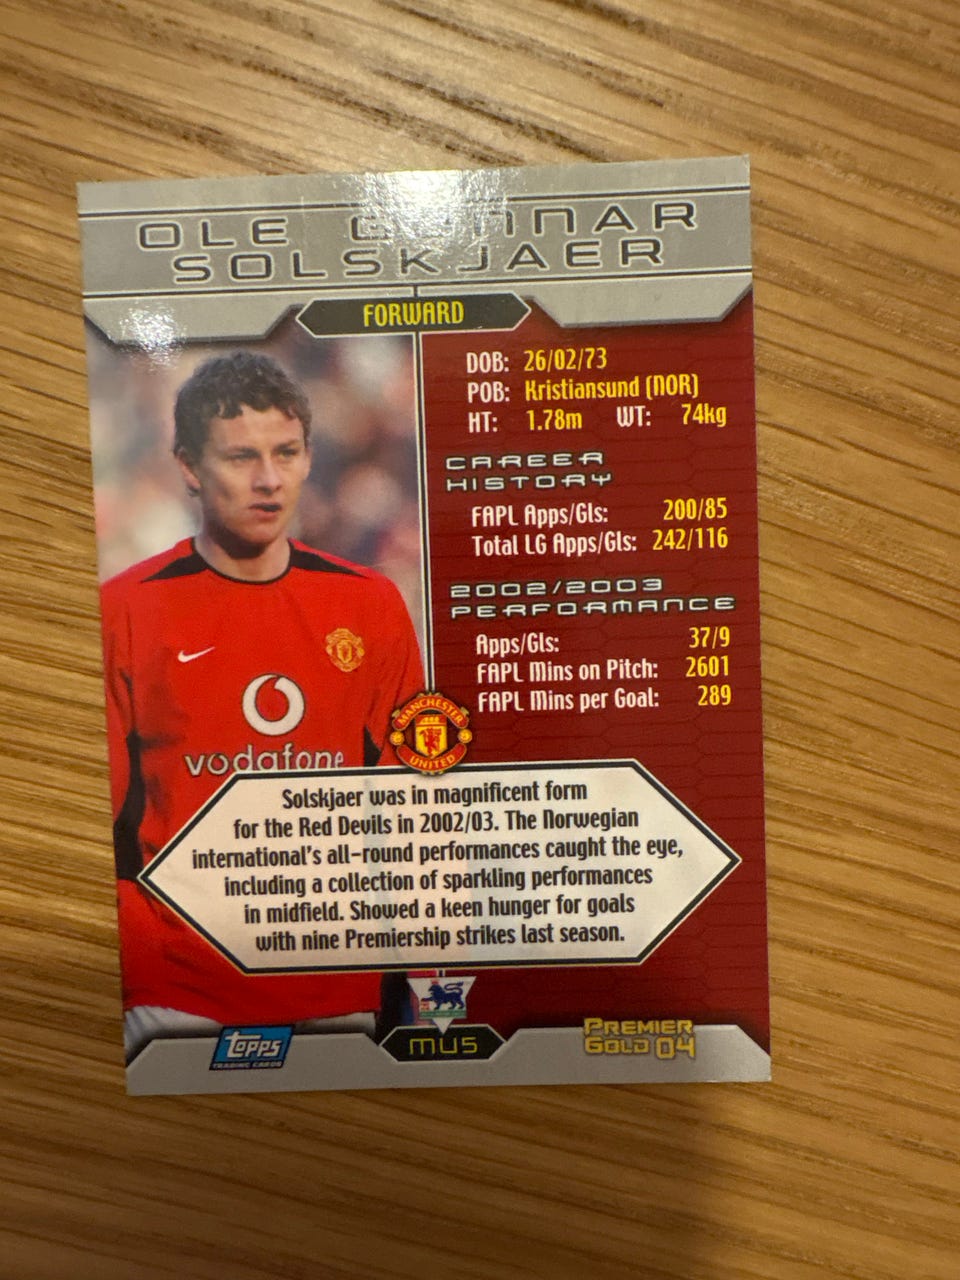 OLE GUNNAR
SOLSKJAER
FORWARD
DOB: 26/02/73
POB: Kristiansund (NOR)
HT: 1.78m WT: 74kg
CAREER
HISTORY
FAPL Apps/Gls: 200/85
Total LG Apps/Gls: 242/116
2002/2003
PERFORMANCE
Apps/Gls: 37/9
FAPL Mins on Pitch: 2601
FAPL Mins per Goal: 289
vodafone
MANCHESTER
UNITED
Solskjaer was in magnificent form
for the Red Devils in 2002/03. The Norwegian
international's all-round performances caught the eye,
including a collection of sparkling performances
in midfield. Showed a keen hunger for goals
with nine Premiership strikes last season.
Topps
TRADING CARDS
MU5
PREMIER
GOLD 04